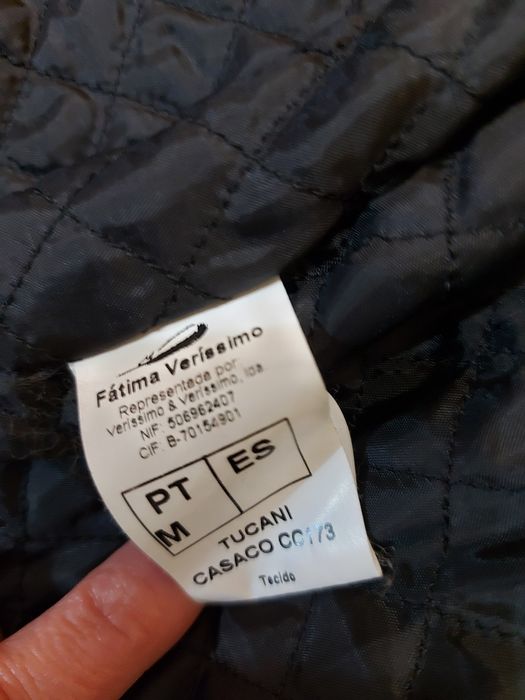 Fátima Veríssimo
Representada por
Veríssimo & Veríssimo, lda.
NIF: 506962407
CIF: B-70154901
PT ES
M
TUCANI
CASACO CC173
Tecido